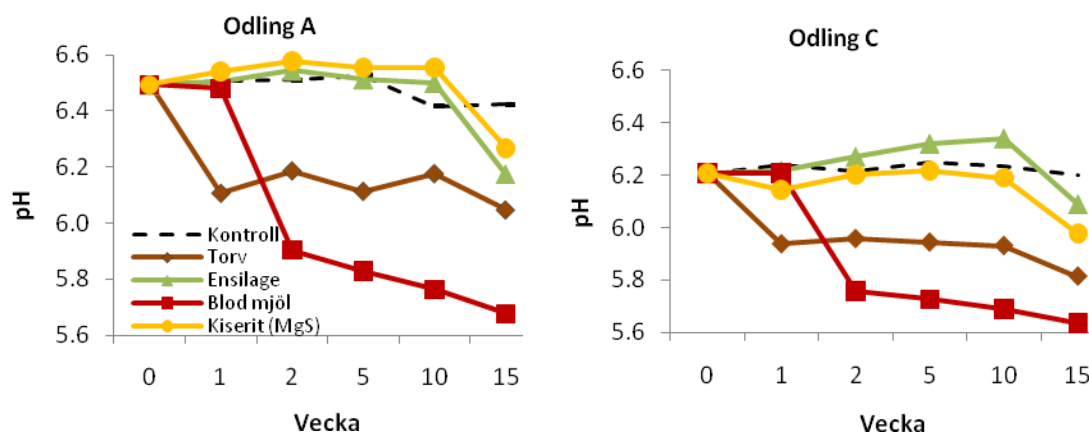 Odling A
pH
6.6
6.4
6.2
6.0
5.8
5.6
Kontroll
Torv
Ensilage
Blod mjöl
Kiserit (MgS)
0 1 2 5 10 15
Vecka
Odling C
pH
6.6
6.4
6.2
6.0
5.8
5.6
0 1 2 5 10 15
Vecka